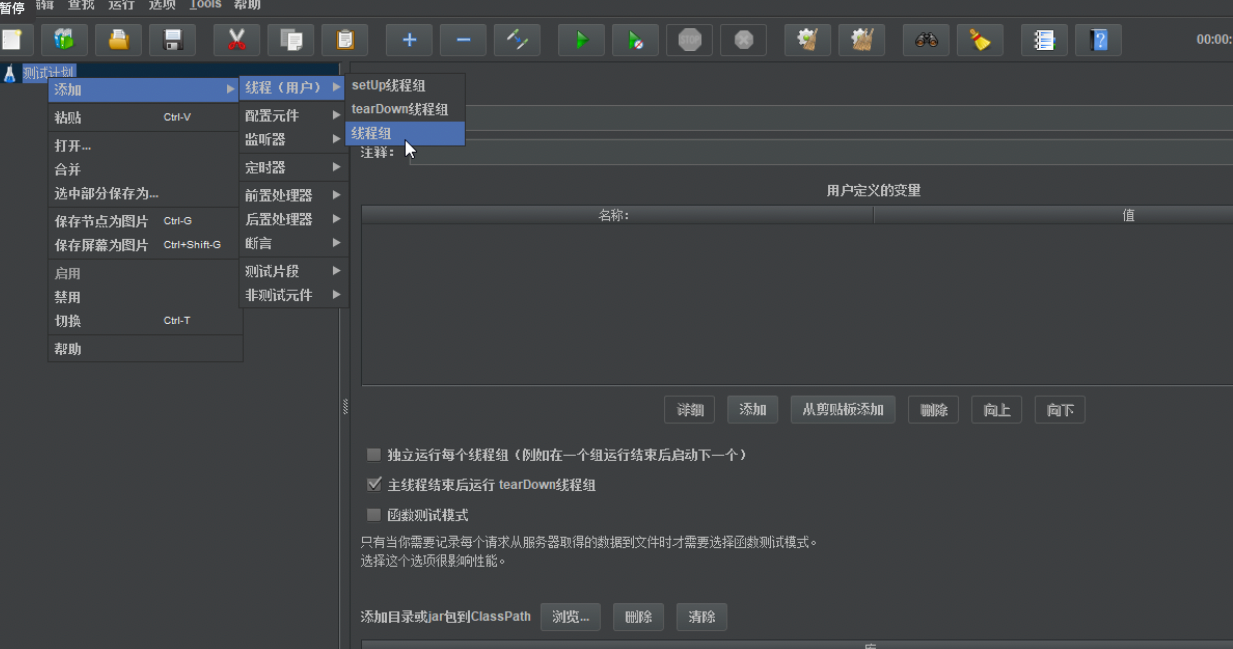 暂停 编辑 查找 运行 选项 Tools 帮助
STOP
00:00:
测试计划
添加
粘贴 Ctrl-V
打开...
合并
选中部分保存为...
保存节点为图片 Ctrl-G
保存屏幕为图片 Ctrl+Shift-G
启用
禁用
切换 Ctrl-T
帮助
线程（用户）
配置元件
监听器
定时器
前置处理器
后置处理器
断言
测试片段
非测试元件
setUp线程组
tearDown线程组
线程组
注释：
用户定义的变量
名称： 值
详细 添加 从剪贴板添加 删除 向上 向下
独立运行每个线程组（例如在一个组运行结束后启动下一个）
主线程结束后运行 tearDown线程组
函数测试模式
只有当你需要记录每个请求从服务器取得的数据到文件时才需要选择函数测试模式。
选择这个选项很影响性能。
添加目录或jar包到ClassPath 浏览... 删除 清除
库